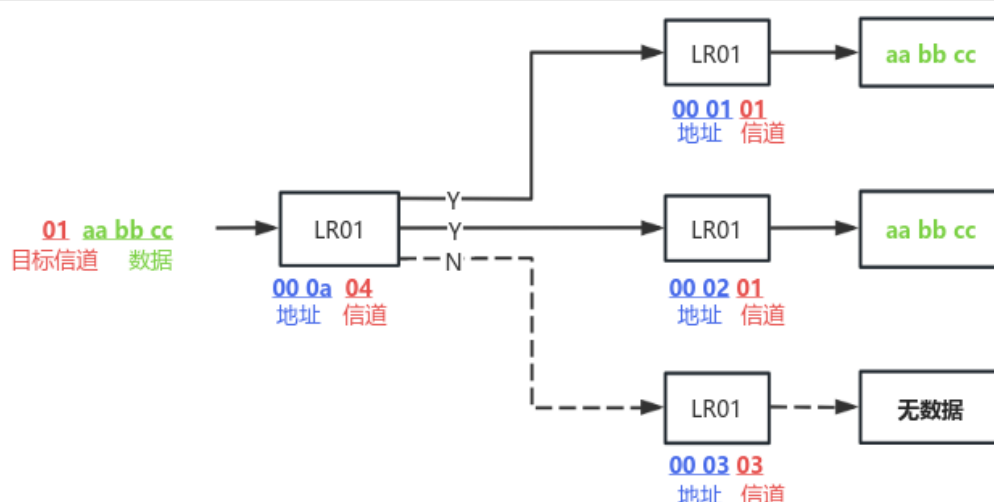 LR01
aa bb cc
00 01 01
地址 信道
Y
01 aa bb cc
目标信道 数据
LR01
Y
LR01
aa bb cc
N
00 0a 04
地址 信道
00 02 01
地址 信道
LR01
无数据
00 03 03
地址 信道